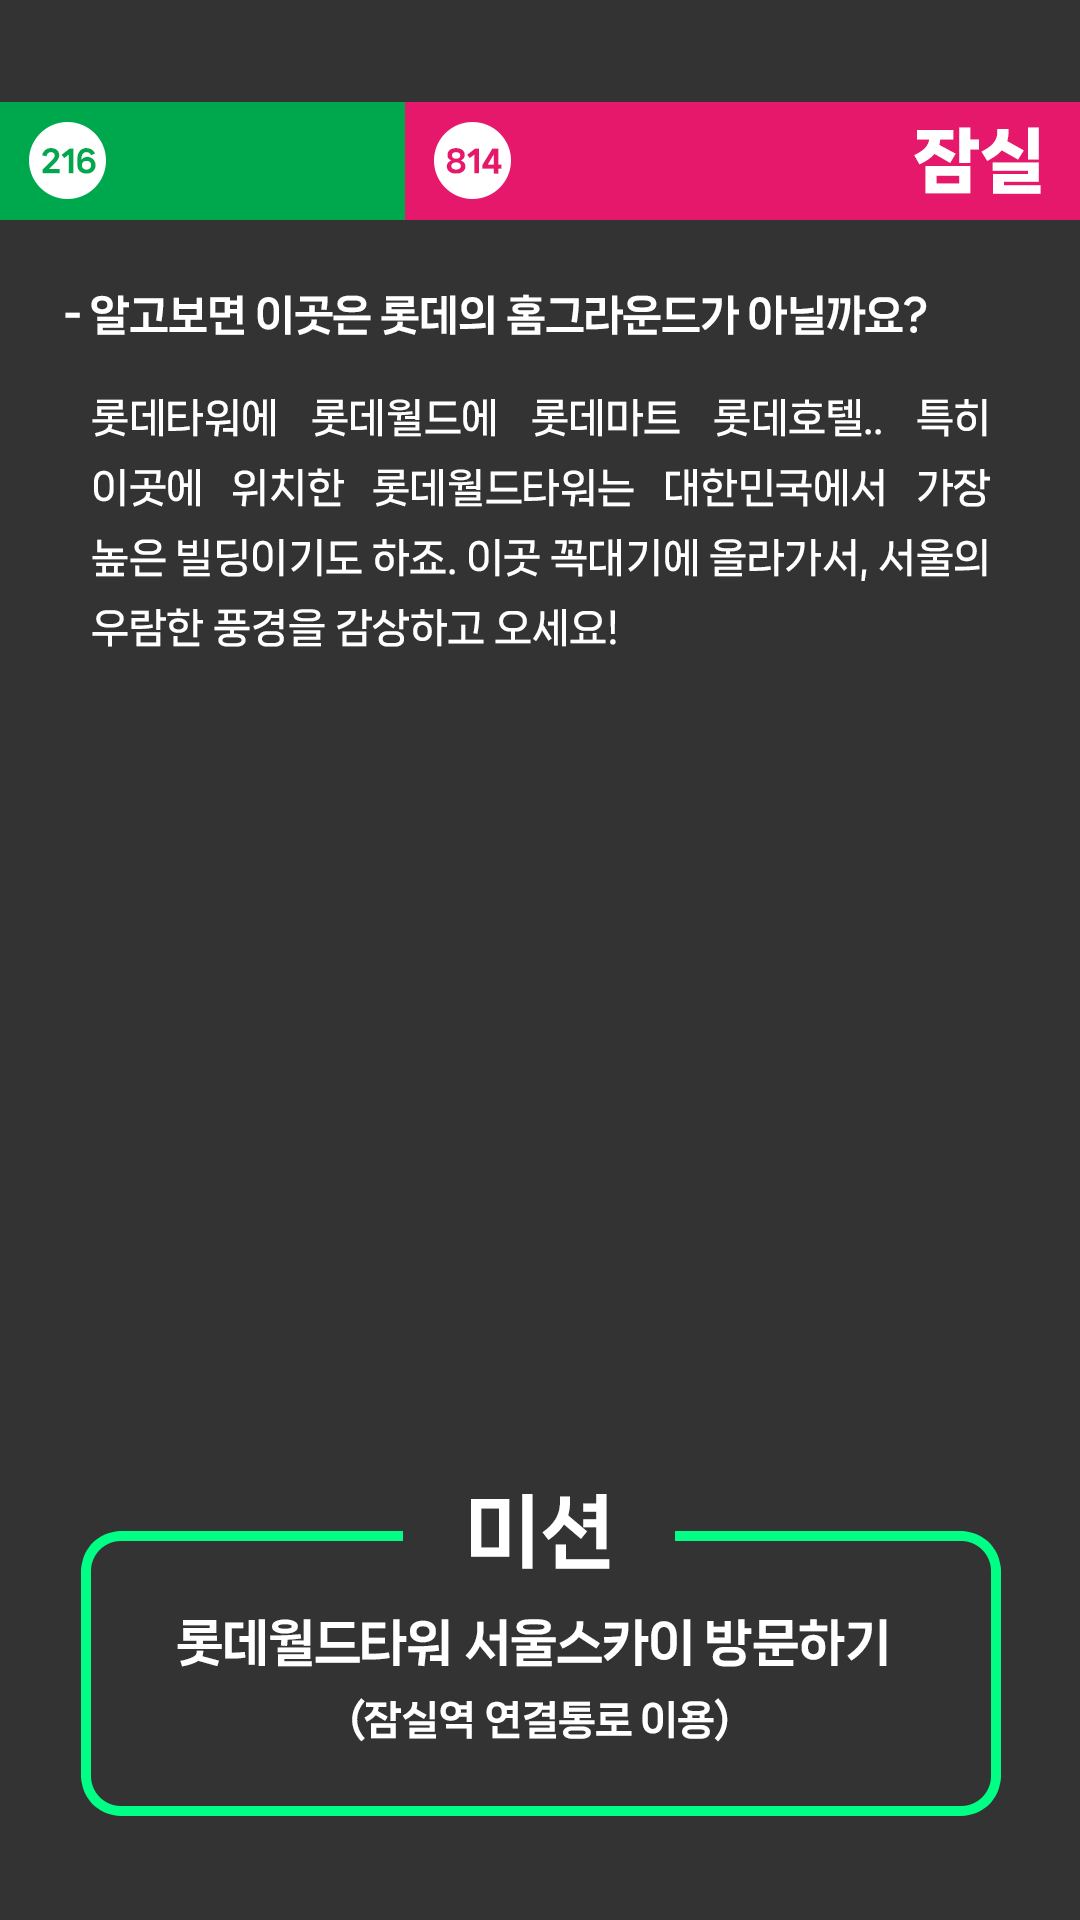 216 814 잠실
- 알고보면 이곳은 롯데의 홈그라운드가 아닐까요?
롯데타워에 롯데월드에 롯데마트 롯데호텔.. 특히
이곳에 위치한 롯데월드타워는 대한민국에서 가장
높은 빌딩이기도 하죠. 이곳 꼭대기에 올라가서, 서울의
우람한 풍경을 감상하고 오세요!
미션
롯데월드타워 서울스카이 방문하기
(잠실역 연결통로 이용)